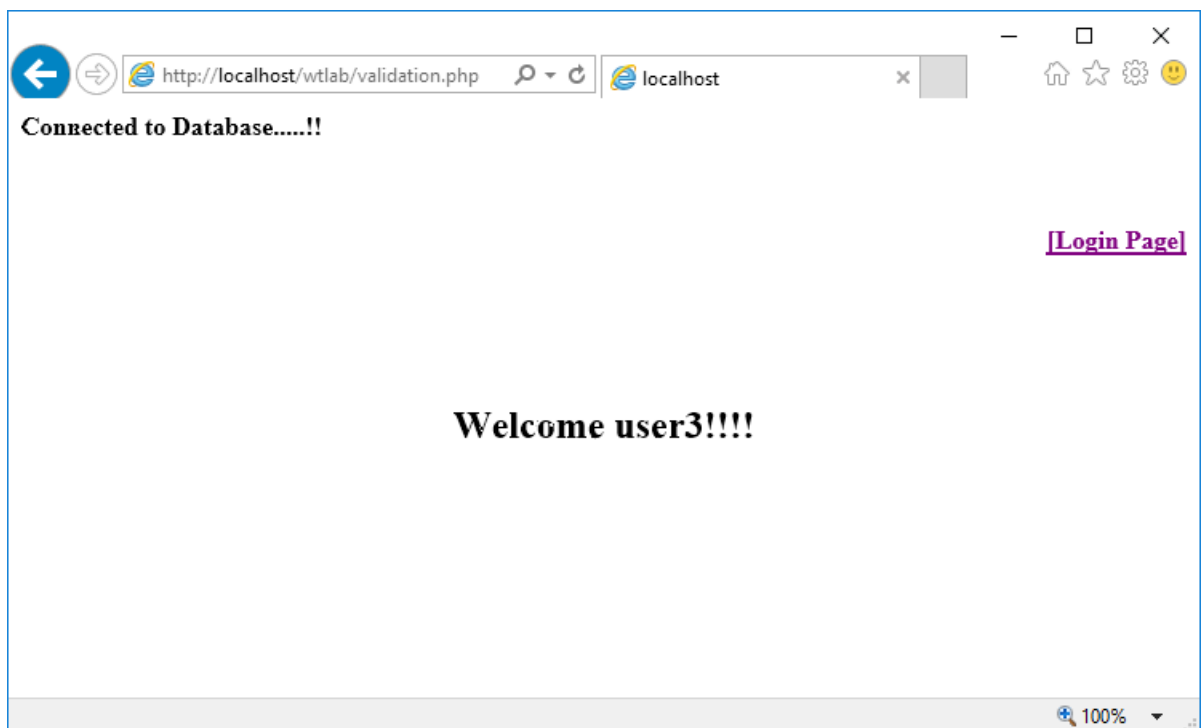 http://localhost/wtlab/validation.php
localhost
Connected to Database.....!!
[Login Page]
Welcome user3!!!!
100%